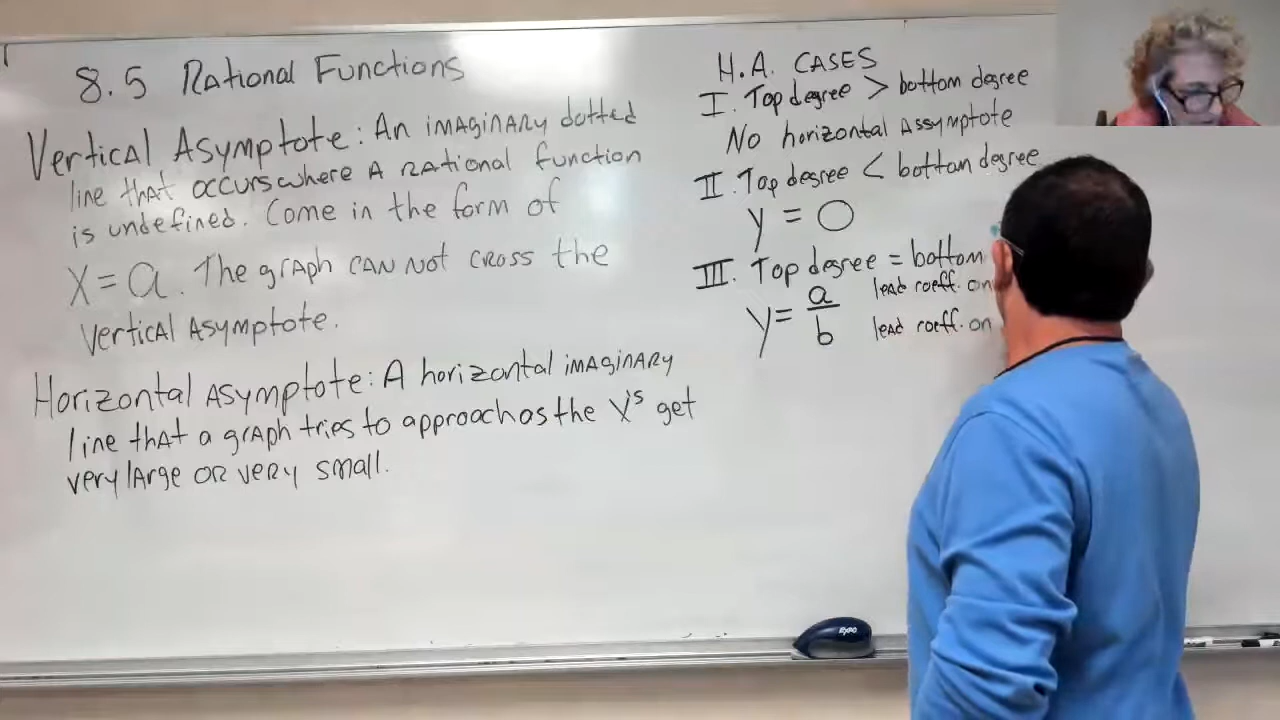 8.5 Rational Functions
Vertical Asymptote: An imaginary dotted
line that occurs where a rational function
is undefined. Come in the form of
X = a. The graph can not cross the
vertical asymptote.
Horizontal Asymptote: A horizontal imaginary
line that a graph tries to approach as the X's get
very large or very small.
H.A. CASES
I. Top degree > bottom degree
No horizontal Assymptote
II. Top degree < bottom degree
y = 0
III. Top degree = bottom
y = a/b lead coeff. on
lead coeff. on
EXPO